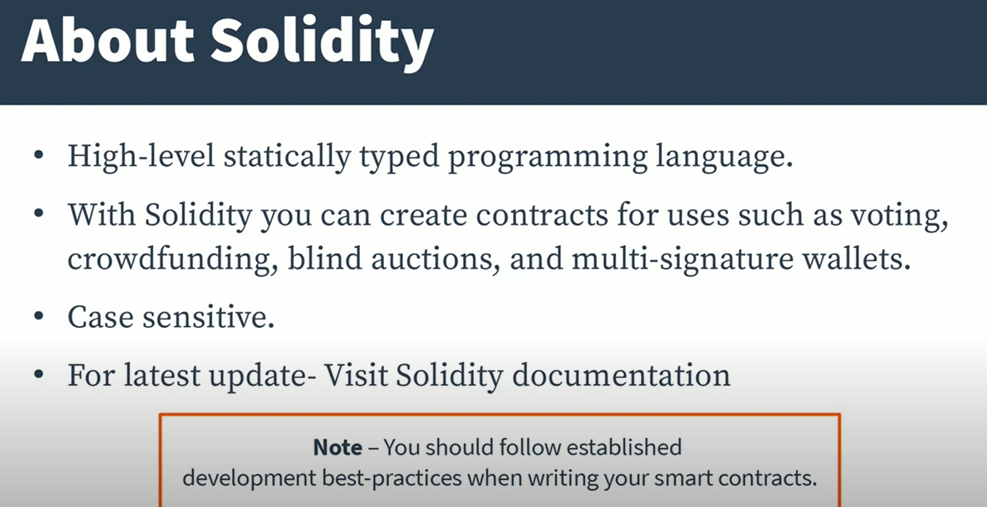 About Solidity
• High-level statically typed programming language.
• With Solidity you can create contracts for uses such as voting,
crowdfunding, blind auctions, and multi-signature wallets.
• Case sensitive.
• For latest update- Visit Solidity documentation
Note – You should follow established
development best-practices when writing your smart contracts.